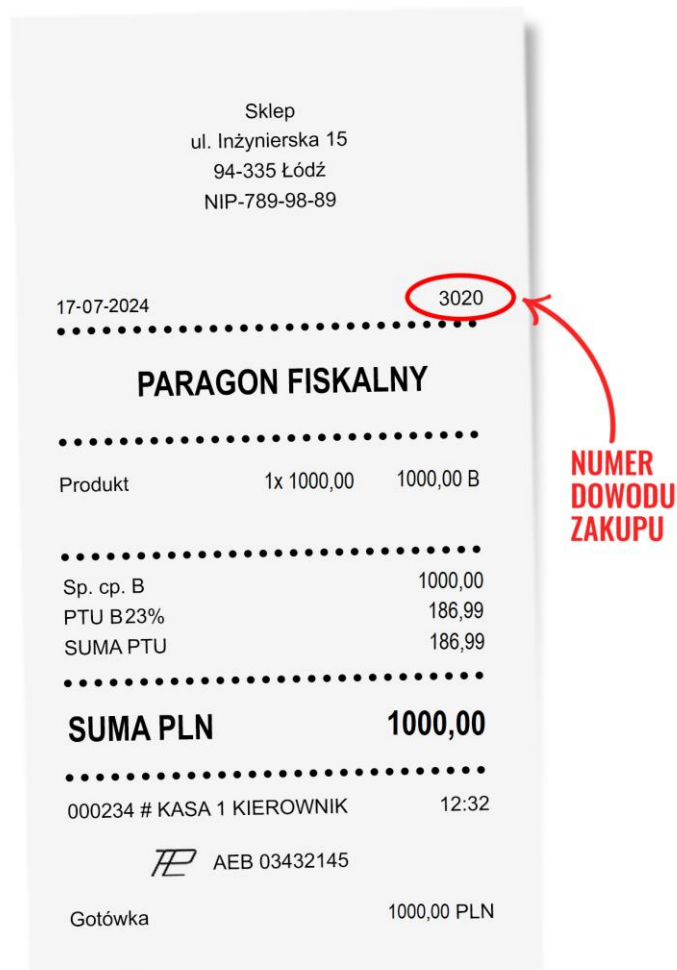 Sklep
ul. Inżynierska 15
94-335 Łódź
NIP-789-98-89
17-07-2024 3020
PARAGON FISKALNY
Produkt 1x 1000,00 1000,00 B
Sp. cp. B 1000,00
PTU B23% 186,99
SUMA PTU 186,99
SUMA PLN 1000,00
000234 # KASA 1 KIEROWNIK 12:32
AEB 03432145
Gotówka 1000,00 PLN
NUMER
DOWODU
ZAKUPU